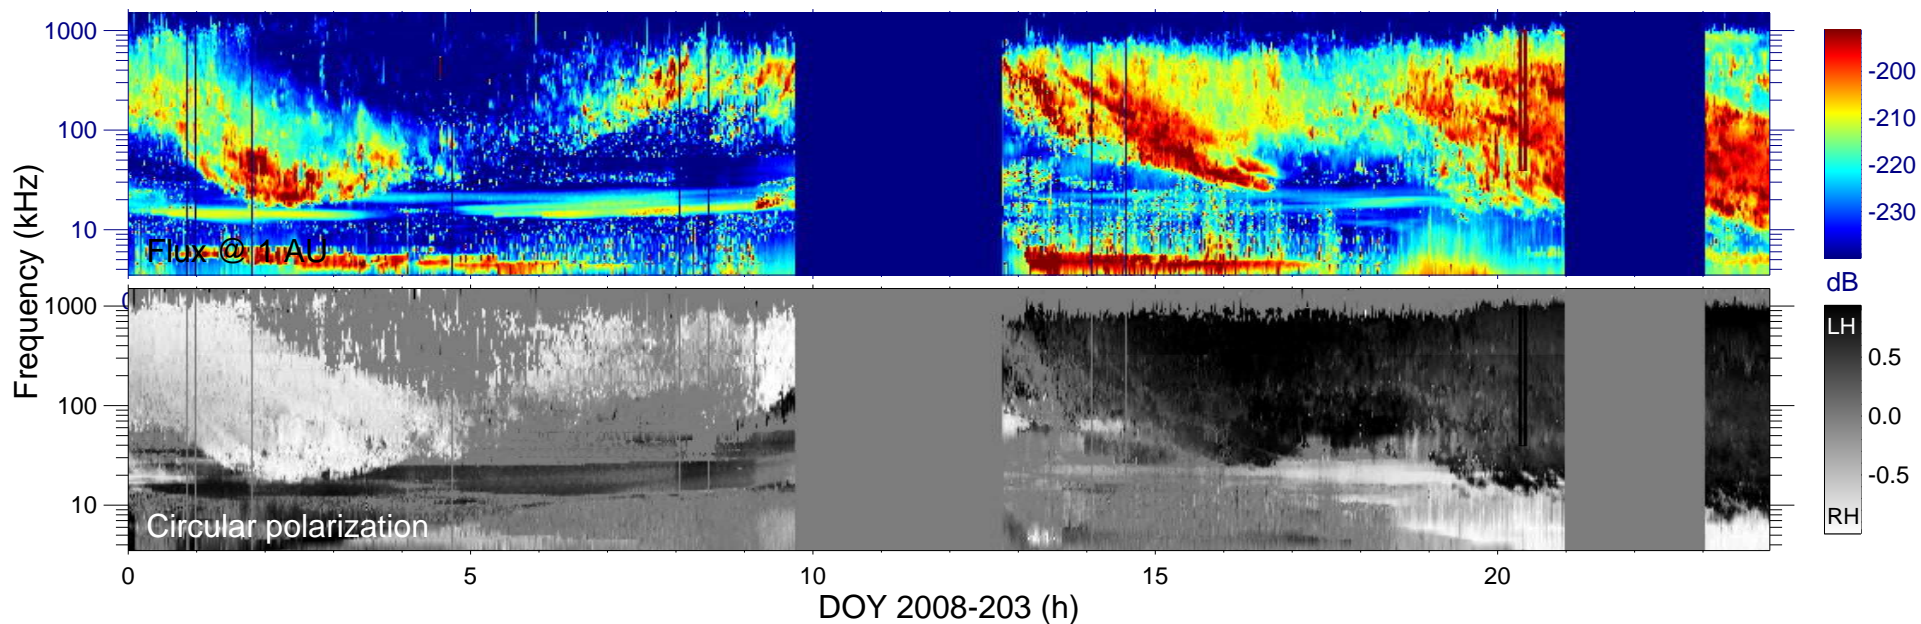 1000
100
10
Flux @ 1 AU
-200
-210
-220
-230
dB
0
Frequency (kHz)
1000
100
10
Circular polarization
LH
0.5
0.0
-0.5
RH
0
5
10
15
20
DOY 2008-203 (h)